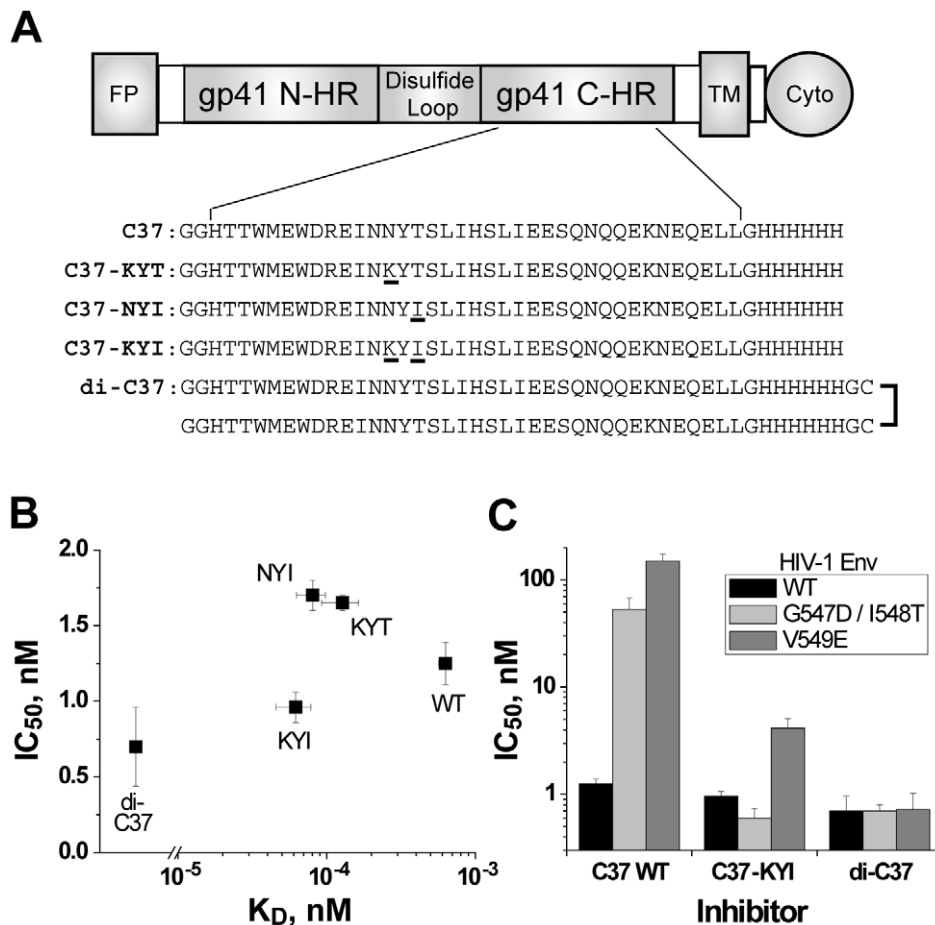 A
FP
gp41 N-HR
Disulfide
Loop
gp41 C-HR
TM
Cyto
C37: GGHTTWMEWDREINNYTSLIHSLIEESQNQQEKNEQELLGHHHHHH
C37-KYT: GGHTTWMEWDREINKYTSLIHSLIEESQNQQEKNEQELLGHHHHHH
C37-NYI: GGHTTWMEWDREINNYISLIHSLIEESQNQQEKNEQELLGHHHHHH
C37-KYI: GGHTTWMEWDREINKYISLIHSLIEESQNQQEKNEQELLGHHHHHH
di-C37: GGHTTWMEWDREINNYTSLIHSLIEESQNQQEKNEQELLGHHHHHHGC
GGHTTWMEWDREINNYTSLIHSLIEESQNQQEKNEQELLGHHHHHHGC
B
IC50, nM
2.0
1.5
1.0
0.5
0.0
NYI
KYT
WT
KYI
di-
C37
10-5
10-4
10-3
KD, nM
C
IC50, nM
100
10
1
HIV-1 Env
WT
G547D / I548T
V549E
C37 WT
C37-KYI
di-C37
Inhibitor